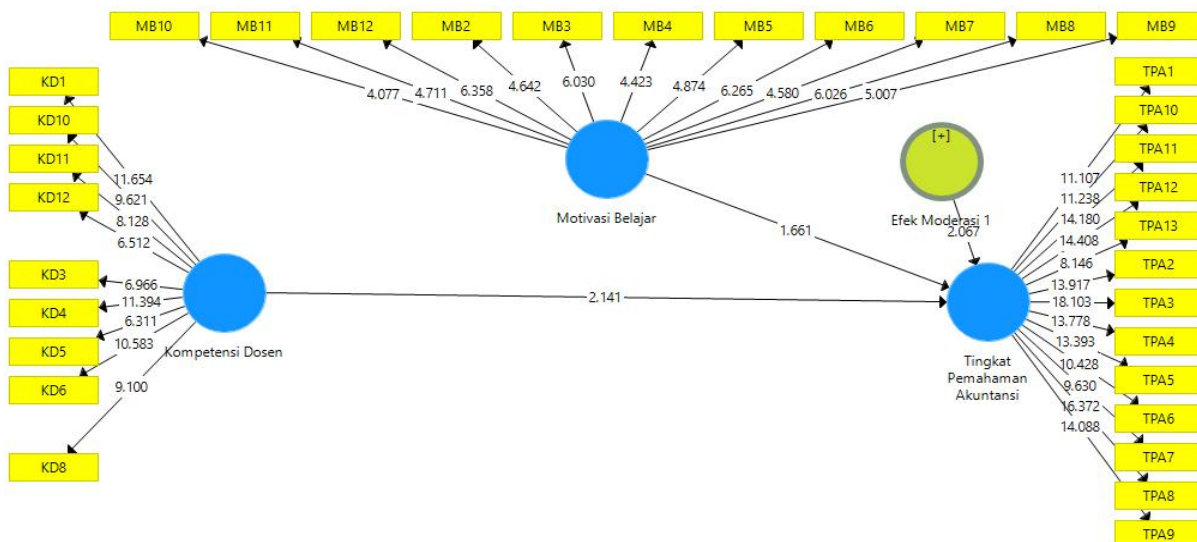 MB10 MB11 MB12 MB2 MB3 MB4 MB5 MB6 MB7 MB8 MB9
4.077 4.711 6.358 4.642 6.030 4.423 4.874 6.265 4.580 6.026 5.007
KD1
KD10
KD11
KD12
KD3
KD4
KD5
KD6
KD8
11.654
9.621
8.128
6.512
6.966
11.394
6.311
10.583
9.100
Kompetensi Dosen
Motivasi Belajar
[+]
Efek Moderasi 1
1.661
2.067
2.141
Tingkat
Pemahaman
Akuntansi
11.107
11.238
14.180
14.408
8.146
13.917
18.103
13.778
13.393
10.428
9.630
16.372
14.088
TPA1
TPA10
TPA11
TPA12
TPA13
TPA2
TPA3
TPA4
TPA5
TPA6
TPA7
TPA8
TPA9